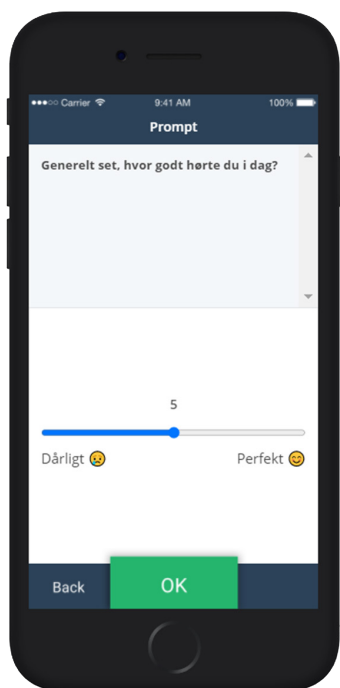 Carrier 9:41 AM 100%
Prompt
Generelt set, hvor godt hørte du i dag?
5
Dårligt 😥 Perfekt 😊
Back OK